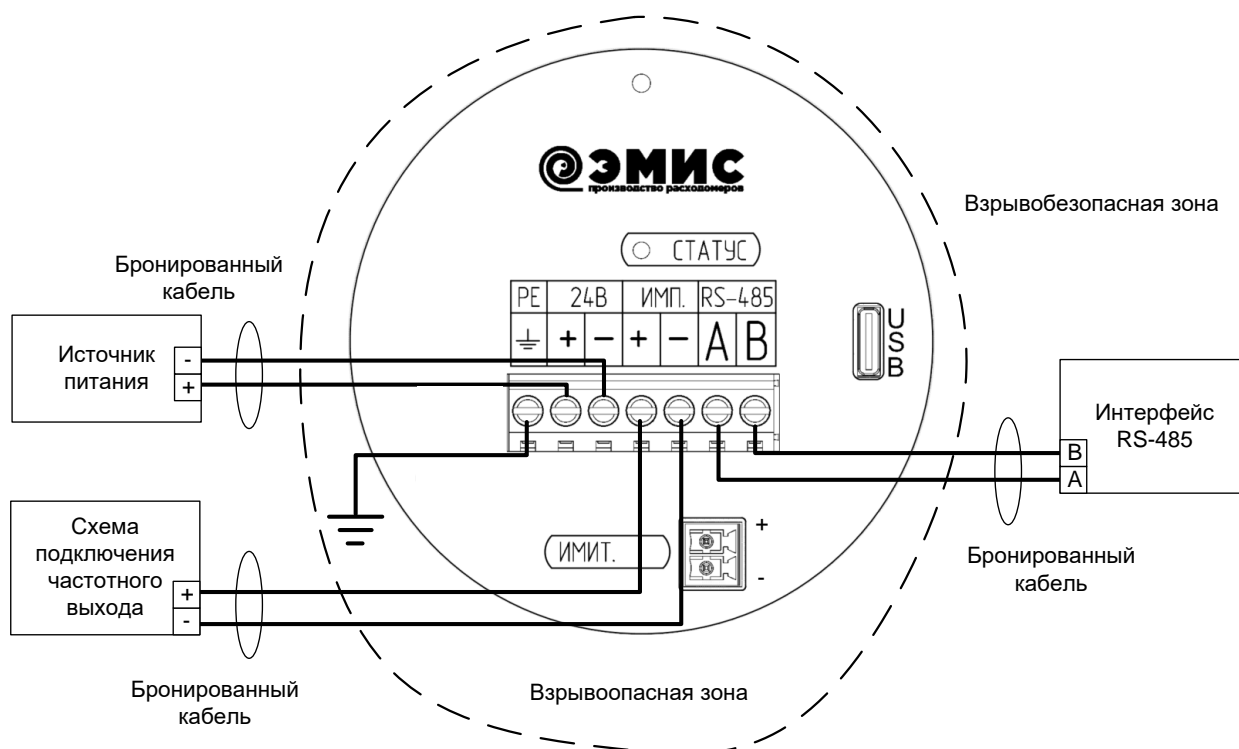 ЭМИС
производство расходомеров
Взрывобезопасная зона
СТАТУС
Бронированный
кабель
PE 24В ИМП. RS-485
+ - + - A B
USB
Источник
питания
-
+
Интерфейс
RS-485
B
A
Схема
подключения
частотного
выхода
+
-
ИМИТ.
+
-
Бронированный
кабель
Бронированный
кабель
Взрывоопасная зона